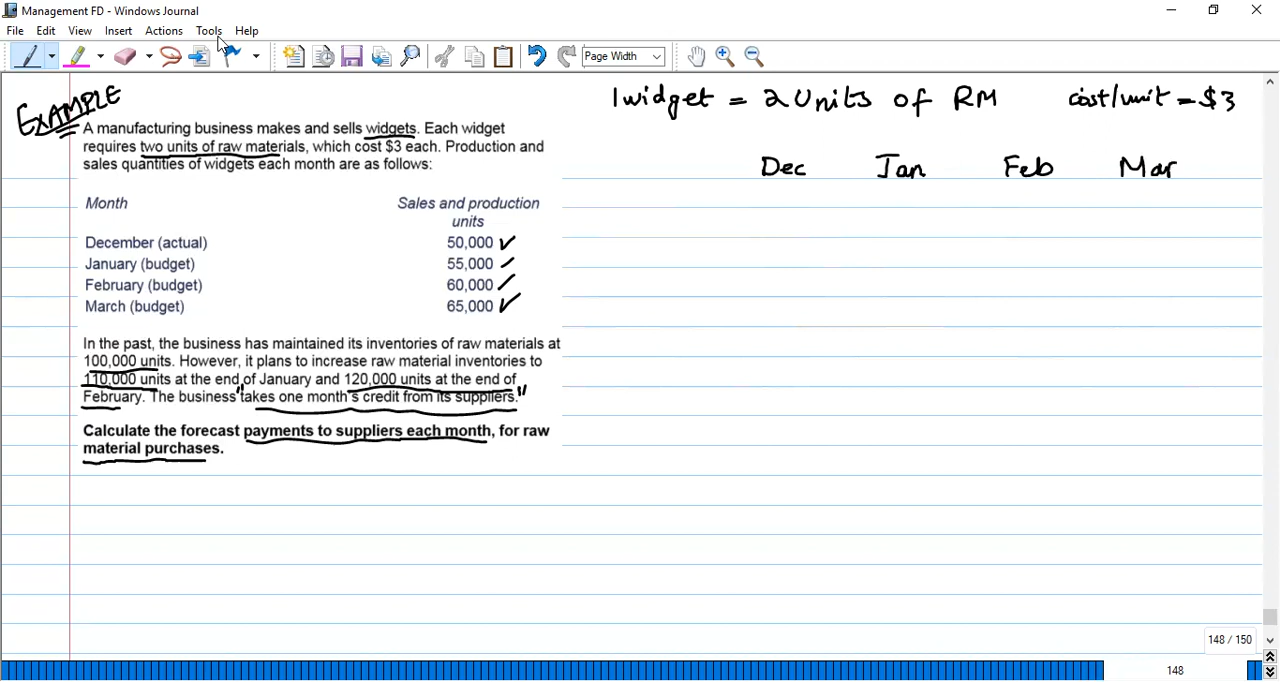 Management FD - Windows Journal
File Edit View Insert Actions Tools Help
Page Width
EXAMPLE
A manufacturing business makes and sells widgets. Each widget
requires two units of raw materials, which cost $3 each. Production and
sales quantities of widgets each month are as follows:
Month Sales and production
units
December (actual) 50,000 ✓
January (budget) 55,000 ✓
February (budget) 60,000 ✓
March (budget) 65,000 ✓
In the past, the business has maintained its inventories of raw materials at
100,000 units. However, it plans to increase raw material inventories to
110,000 units at the end of January and 120,000 units at the end of
February. The business "takes one month's credit from its suppliers."
Calculate the forecast payments to suppliers each month, for raw
material purchases.
1widget = 2 Units of RM cost/unit = $3
Dec Jan Feb Mar
148 / 150
148